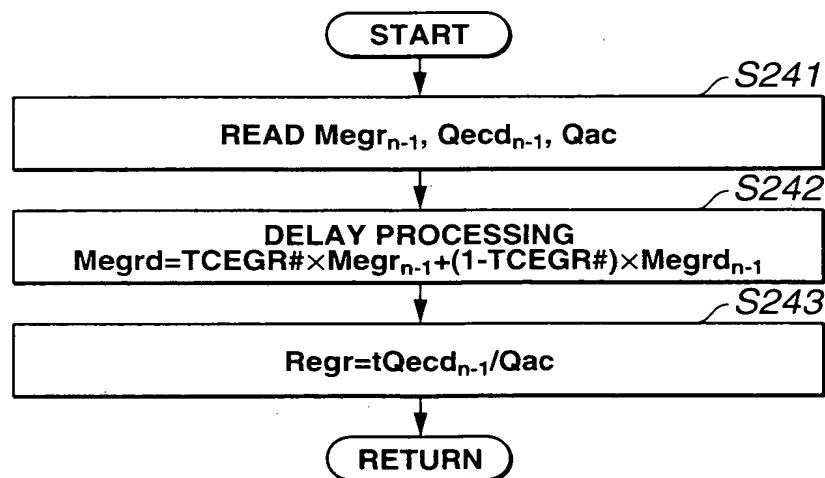 START
S241
READ Megrₙ₋₁, Qecdₙ₋₁, Qac
S242
DELAY PROCESSING
Megrd=TCEGR#×Megrₙ₋₁+(1-TCEGR#)×Megrdₙ₋₁
S243
Regr=tQecdₙ₋₁/Qac
RETURN